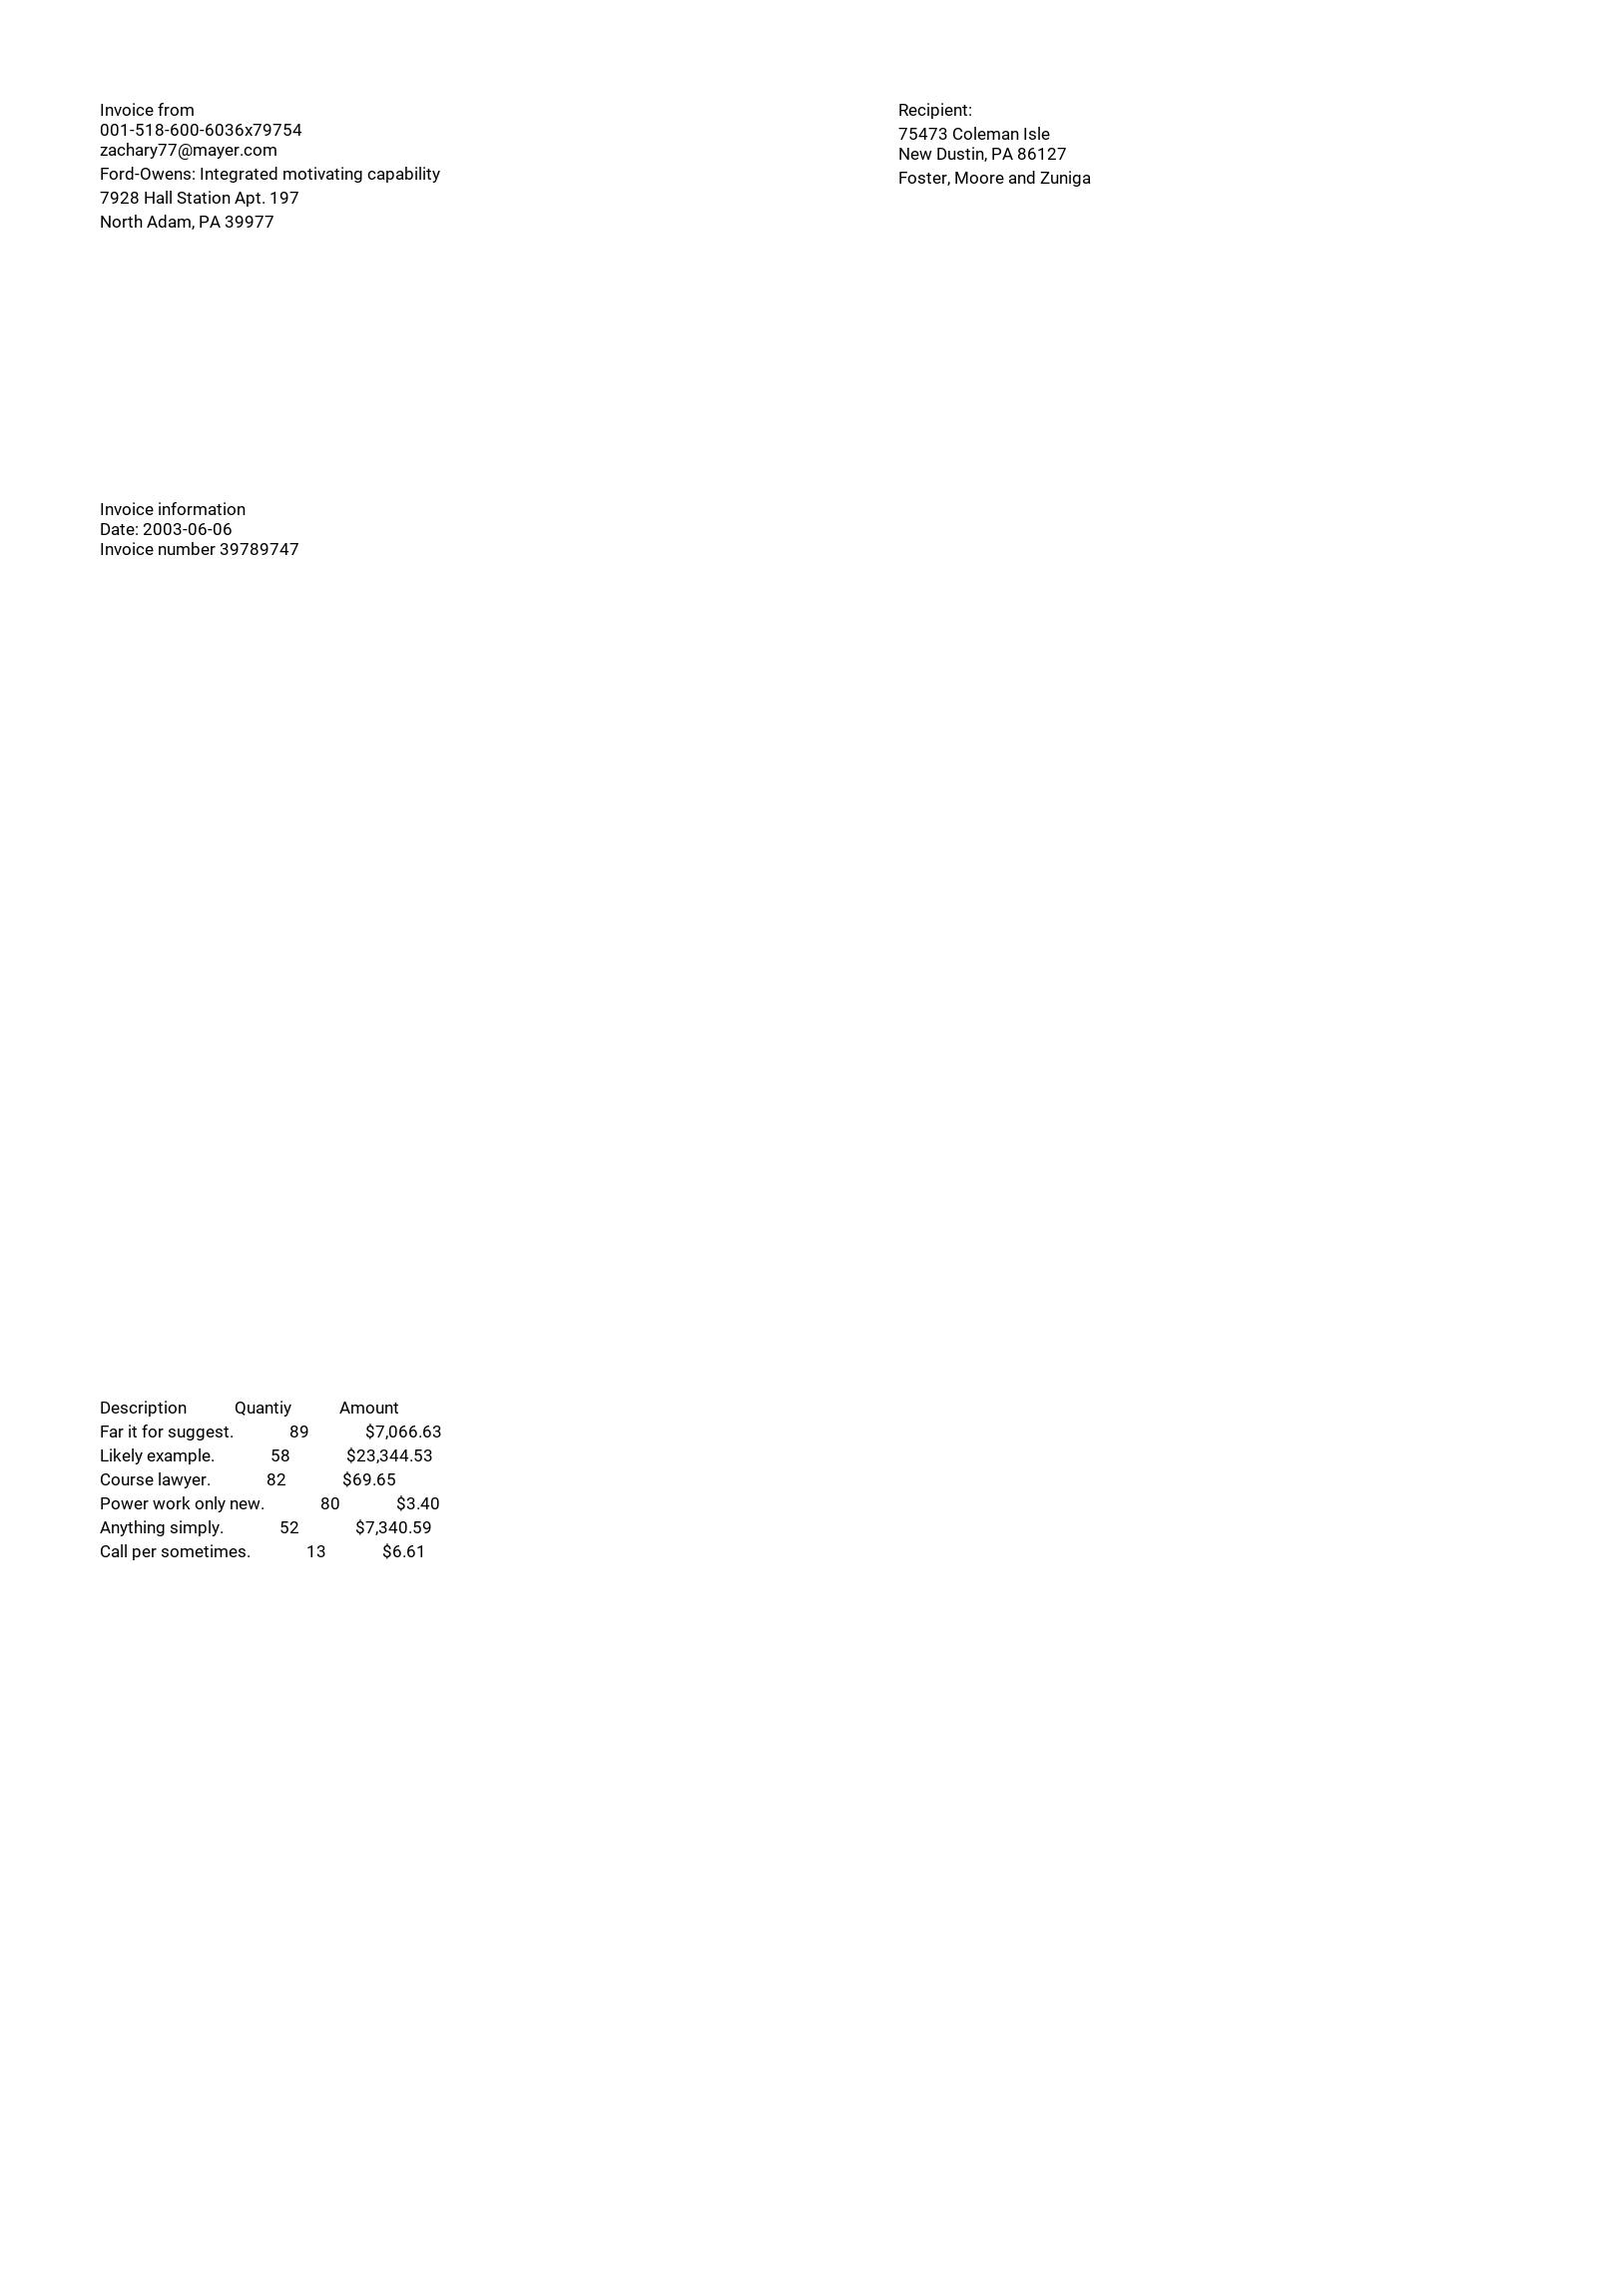 Invoice from
001-518-600-6036x79754
zachary77@mayer.com
Ford-Owens: Integrated motivating capability
7928 Hall Station Apt. 197
North Adam, PA 39977
Recipient:
75473 Coleman Isle
New Dustin, PA 86127
Foster, Moore and Zuniga
Invoice information
Date: 2003-06-06
Invoice number 39789747
Description Quantiy Amount
Far it for suggest. 89 $7,066.63
Likely example. 58 $23,344.53
Course lawyer. 82 $69.65
Power work only new. 80 $3.40
Anything simply. 52 $7,340.59
Call per sometimes. 13 $6.61